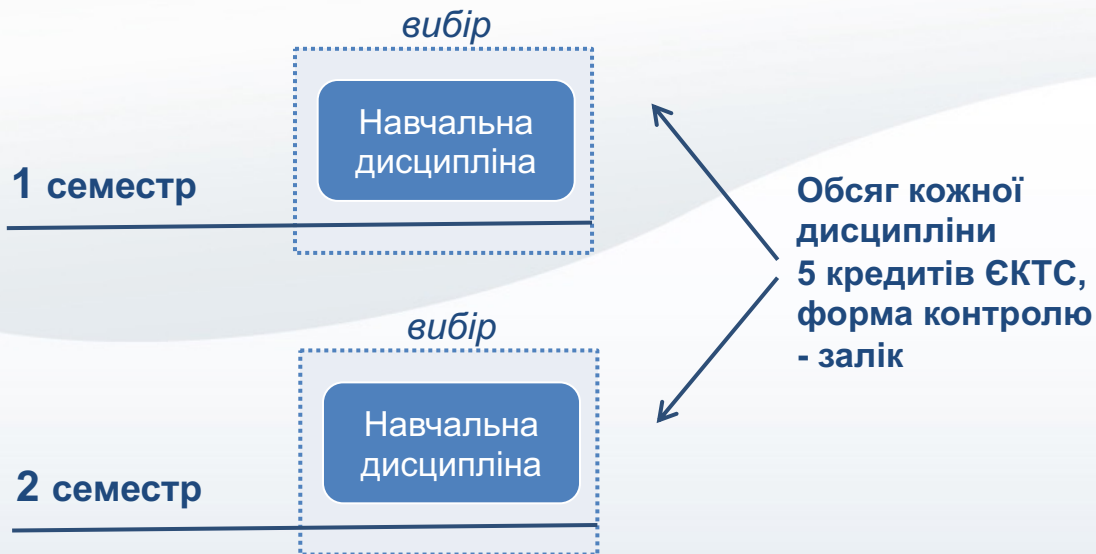 вибір
Навчальна
дисципліна
1 семестр
Обсяг кожної
дисципліни
5 кредитів ЄКТС,
форма контролю
- залік
вибір
Навчальна
дисципліна
2 семестр